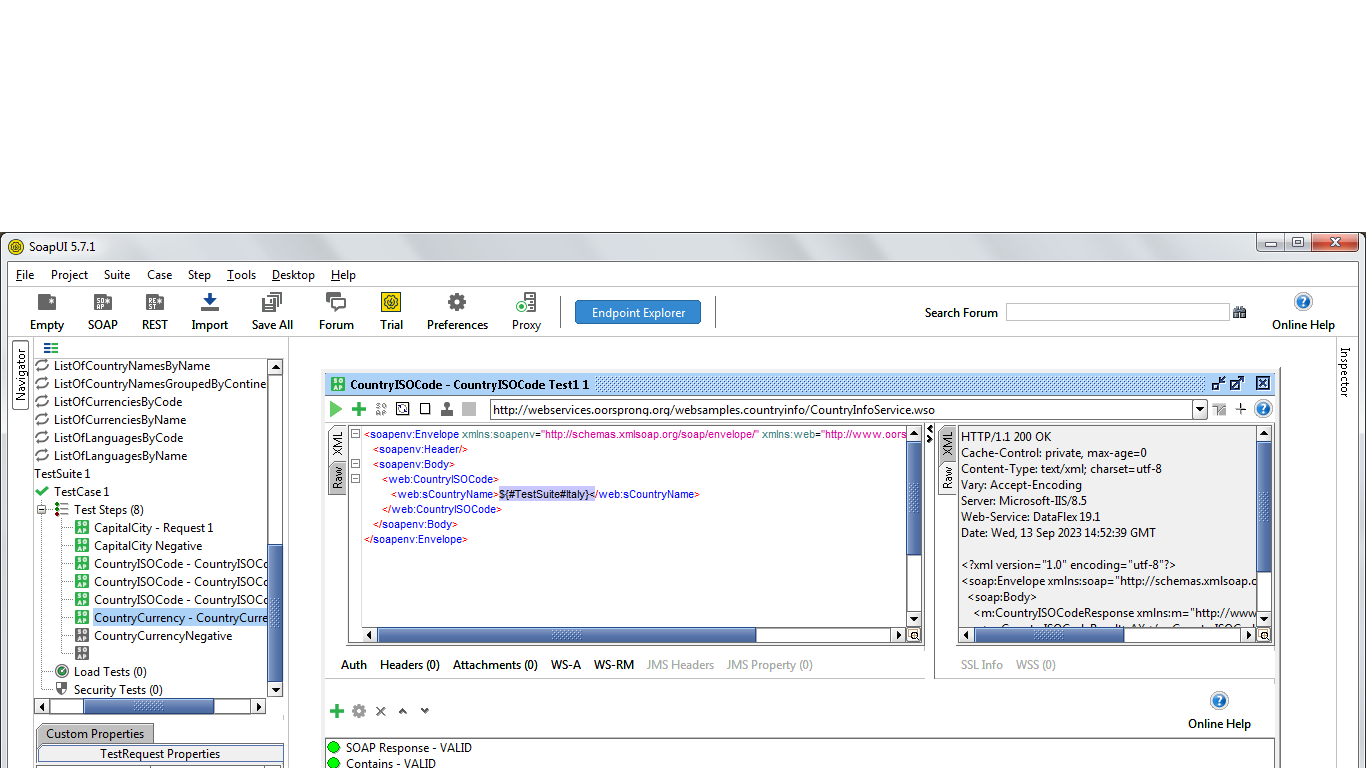 SoapUI 5.7.1
File Project Suite Case Step Tools Desktop Help
Empty SOAP REST Import Save All Forum Trial Preferences Proxy Endpoint Explorer Search Forum Online Help
Navigator
Inspector
ListOfCountryNamesByName
ListOfCountryNamesGroupedByContine
ListOfCurrenciesByCode
ListOfCurrenciesByName
ListOfLanguagesByCode
ListOfLanguagesByName
TestSuite 1
TestCase 1
Test Steps (8)
CapitalCity - Request 1
CapitalCity Negative
CountryISOCode - CountryISOCo
CountryISOCode - CountryISOCo
CountryISOCode - CountryISOCo
CountryCurrency - CountryCurre
CountryCurrencyNegative
Load Tests (0)
Security Tests (0)
Custom Properties
TestRequest Properties
CountryISOCode - CountryISOCode Test1 1
http://webservices.oorsprong.org/websamples.countryinfo/CountryInfoService.wso
XML
Raw
<soapenv:Envelope xmlns:soapenv="http://schemas.xmlsoap.org/soap/envelope/" xmlns:web="http://www.oors
<soapenv:Header/>
<soapenv:Body>
<web:CountryISOCode>
<web:sCountryName>${#TestSuite#Italy}</web:sCountryName>
</web:CountryISOCode>
</soapenv:Body>
</soapenv:Envelope>
XML
Raw
HTTP/1.1 200 OK
Cache-Control: private, max-age=0
Content-Type: text/xml; charset=utf-8
Vary: Accept-Encoding
Server: Microsoft-IIS/8.5
Web-Service: DataFlex 19.1
Date: Wed, 13 Sep 2023 14:52:39 GMT
<?xml version="1.0" encoding="utf-8"?>
<soap:Envelope xmlns:soap="http://schemas.xmlsoap.o
<soap:Body>
<m:CountryISOCodeResponse xmlns:m="http://www
Auth Headers (0) Attachments (0) WS-A WS-RM JMS Headers JMS Property (0)
SSL Info WSS (0)
Online Help
SOAP Response - VALID
Contains - VALID